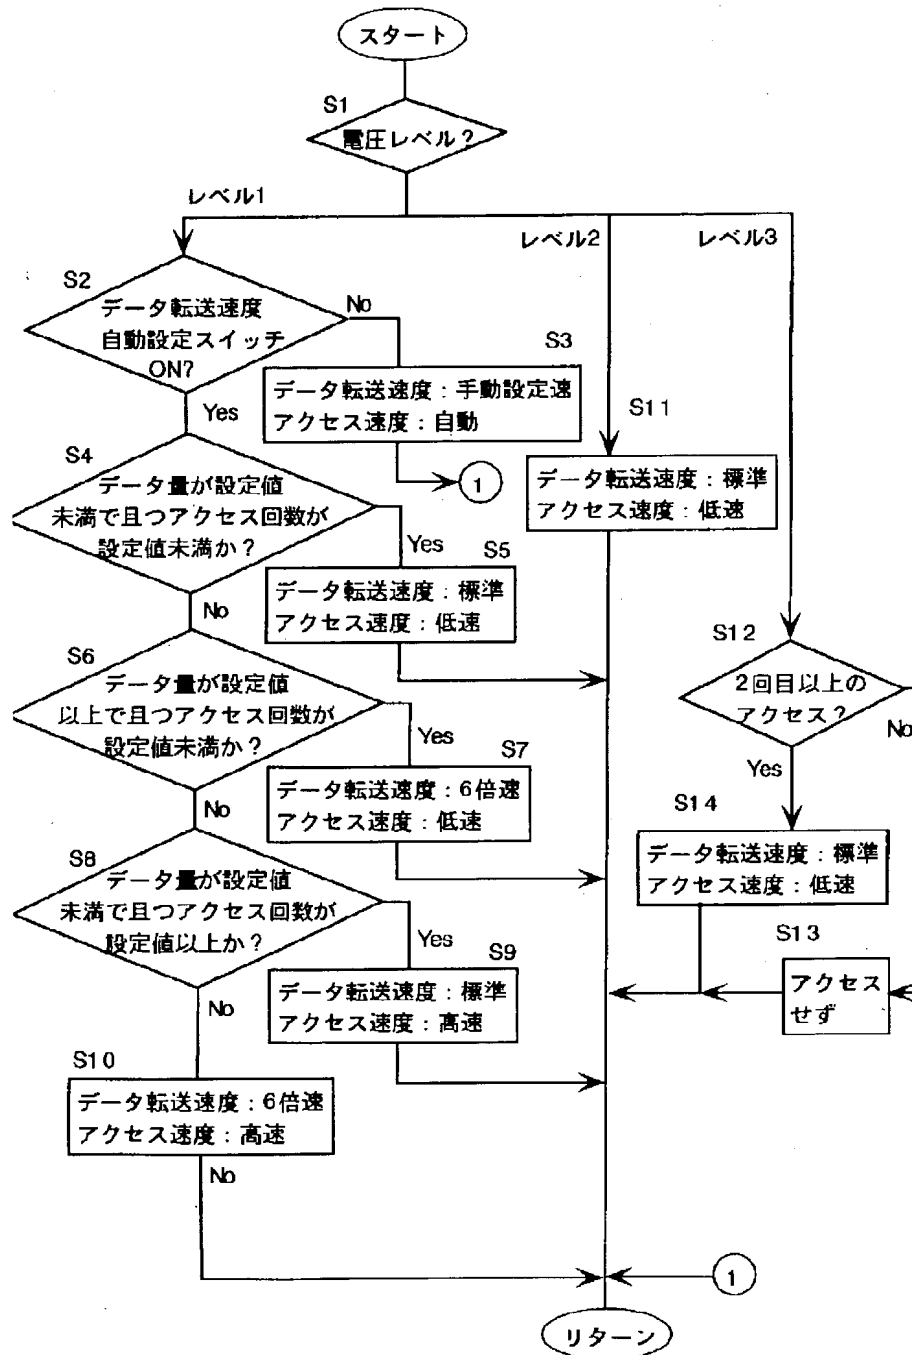 スタート
S1
電圧レベル?
レベル1
レベル2
レベル3
S2
データ転送速度
自動設定スイッチ
ON?
No
Yes
S3
データ転送速度:手動設定速
アクセス速度:自動
1
S11
データ転送速度:標準
アクセス速度:低速
S4
データ量が設定値
未満で且つアクセス回数が
設定値未満か?
Yes
No
S5
データ転送速度:標準
アクセス速度:低速
S6
データ量が設定値
以上で且つアクセス回数が
設定値未満か?
Yes
No
S7
データ転送速度:6倍速
アクセス速度:低速
S12
2回目以上の
アクセス?
No
Yes
S14
データ転送速度:標準
アクセス速度:低速
S13
アクセス
せず
S8
データ量が設定値
未満で且つアクセス回数が
設定値以上か?
Yes
No
S9
データ転送速度:標準
アクセス速度:高速
S10
データ転送速度:6倍速
アクセス速度:高速
No
1
リターン